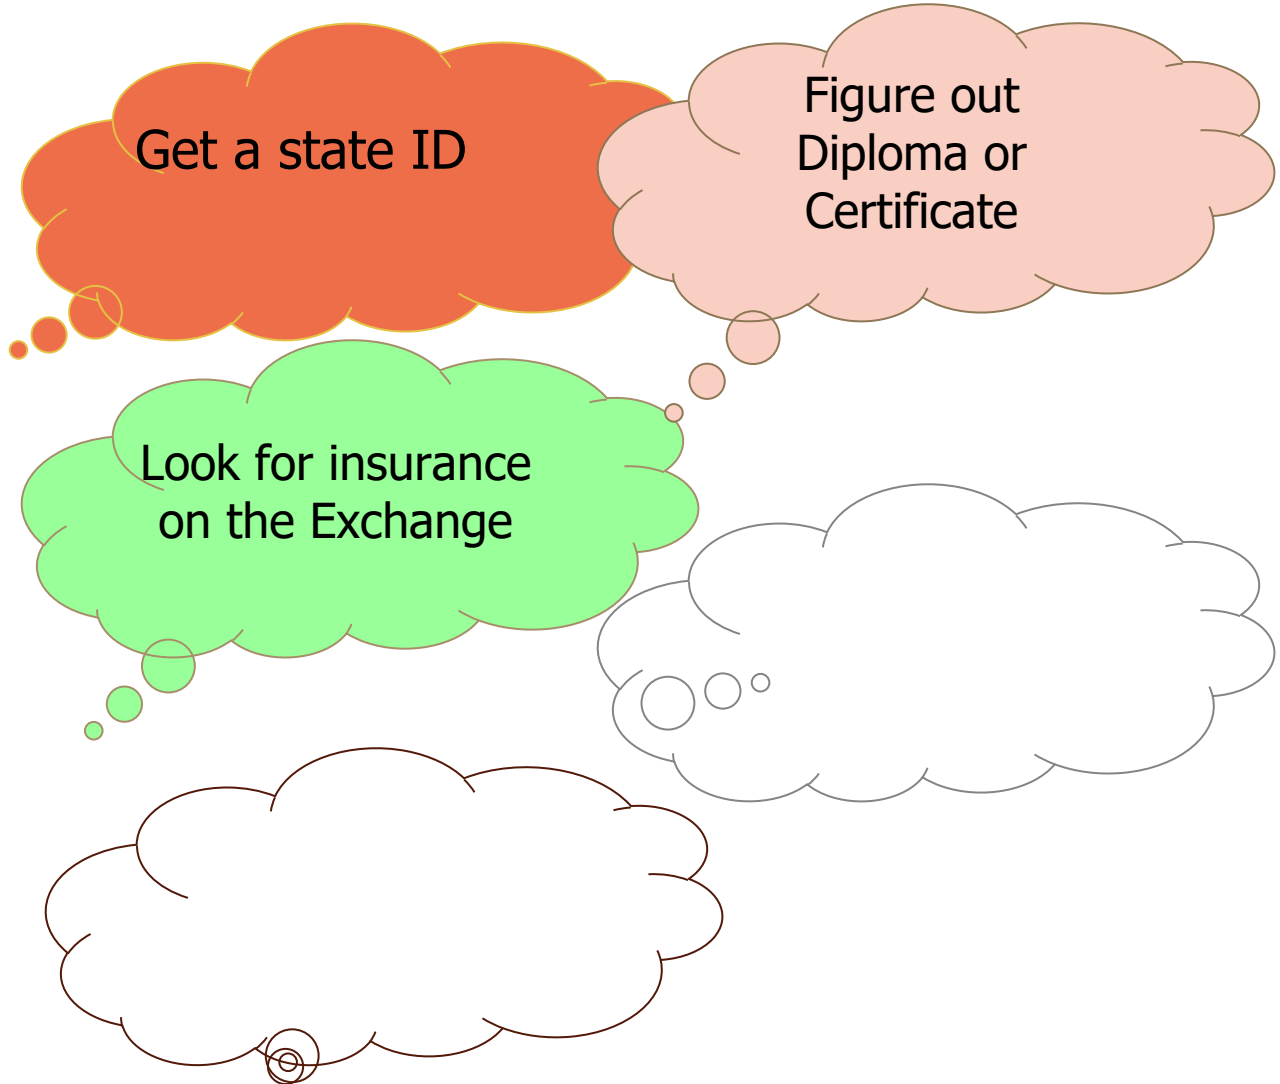 Get a state ID
Figure out
Diploma or
Certificate
Look for insurance
on the Exchange